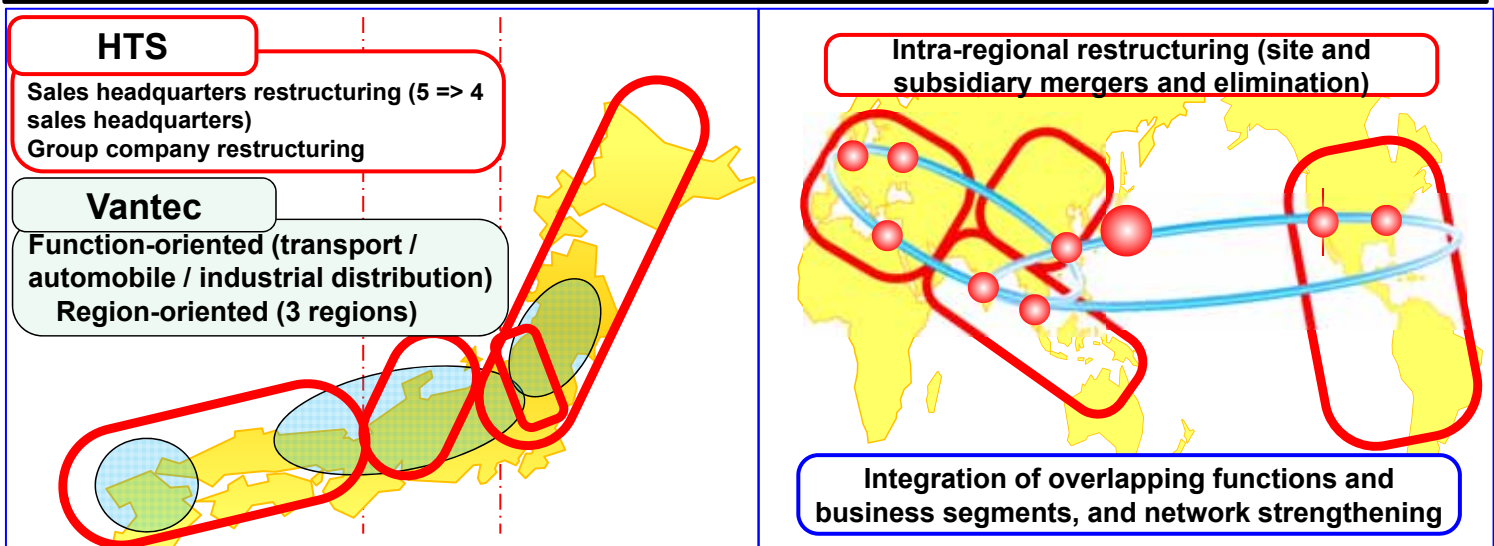 HTS
Sales headquarters restructuring (5 => 4
sales headquarters)
Group company restructuring
Vantec
Function-oriented (transport /
automobile / industrial distribution)
Region-oriented (3 regions)
Intra-regional restructuring (site and
subsidiary mergers and elimination)
Integration of overlapping functions and
business segments, and network strengthening